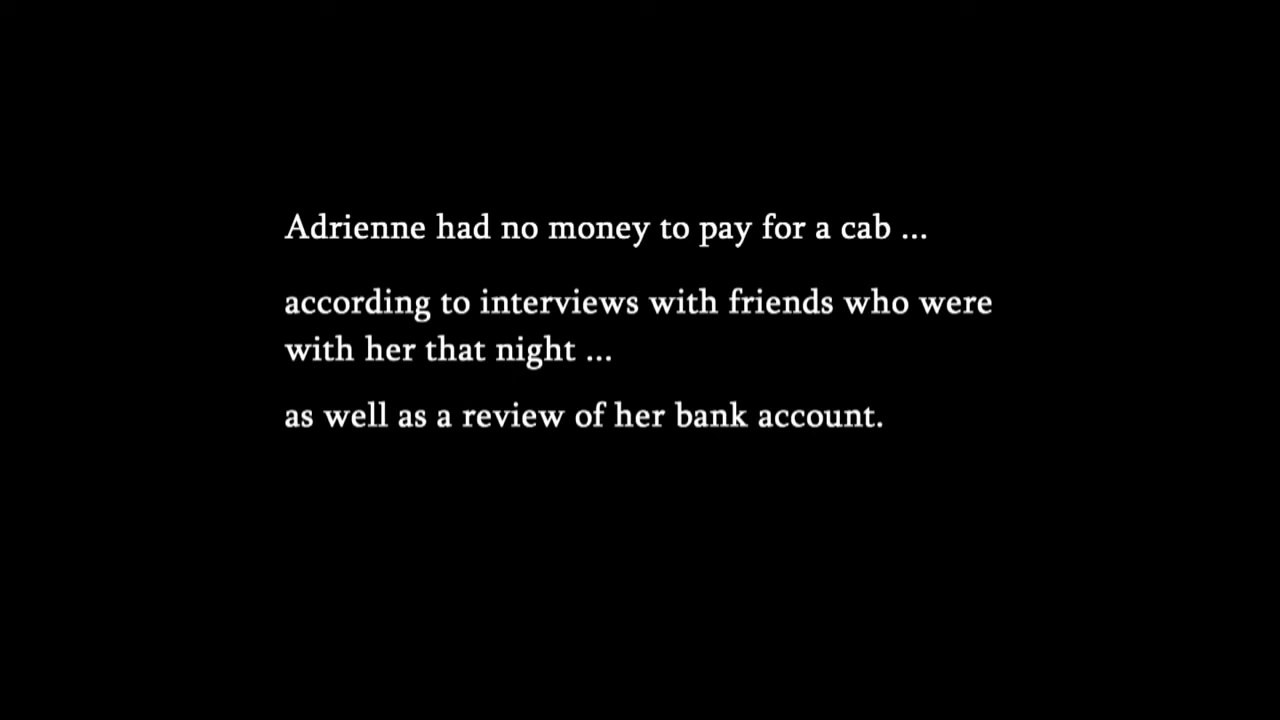 Adrienne had no money to pay for a cab ...
according to interviews with friends who were
with her that night ...
as well as a review of her bank account.